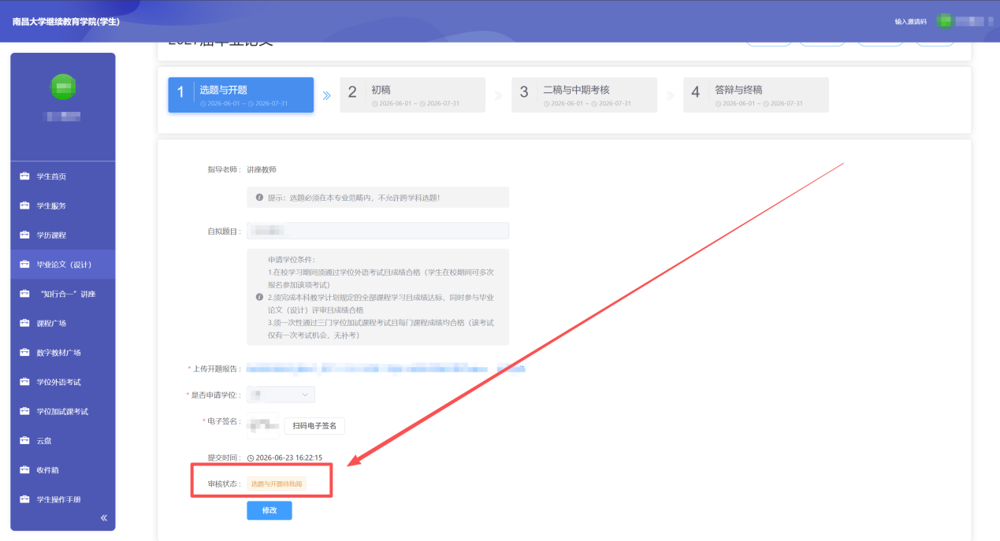 南昌大学继续教育学院(学生)
输入邀请码
2027届毕业论文
1 选题与开题
2026-06-01 ~ 2026-07-31
2 初稿
2026-06-01 ~ 2026-07-31
3 二稿与中期考核
2026-06-01 ~ 2026-07-31
4 答辩与终稿
2026-06-01 ~ 2026-07-31
学生首页
学生服务
学历课程
毕业论文（设计）
“知行合一”讲座
课程广场
数字教材广场
学位外语考试
学位加试课考试
云盘
收件箱
学生操作手册
指导老师： 讲座教师
提示：选题必须在本专业范畴内，不允许跨学科选题！
自拟题目：
申请学位条件：
1.在校学习期间须通过学位外语考试且成绩合格（学生在校期间可多次
报名参加该项考试）
2.须完成本科教学计划规定的全部课程学习且成绩达标，同时参与毕业
论文（设计）评审且成绩合格
3.须一次性通过三门学位加试课程考试且每门课程成绩均合格（该考试
仅有一次考试机会，无补考）
* 上传开题报告：
* 是否申请学位：:
* 电子签名：
扫码电子签名
提交时间： 2026-06-23 16:22:15
审核状态： 选题与开题待批阅
修改